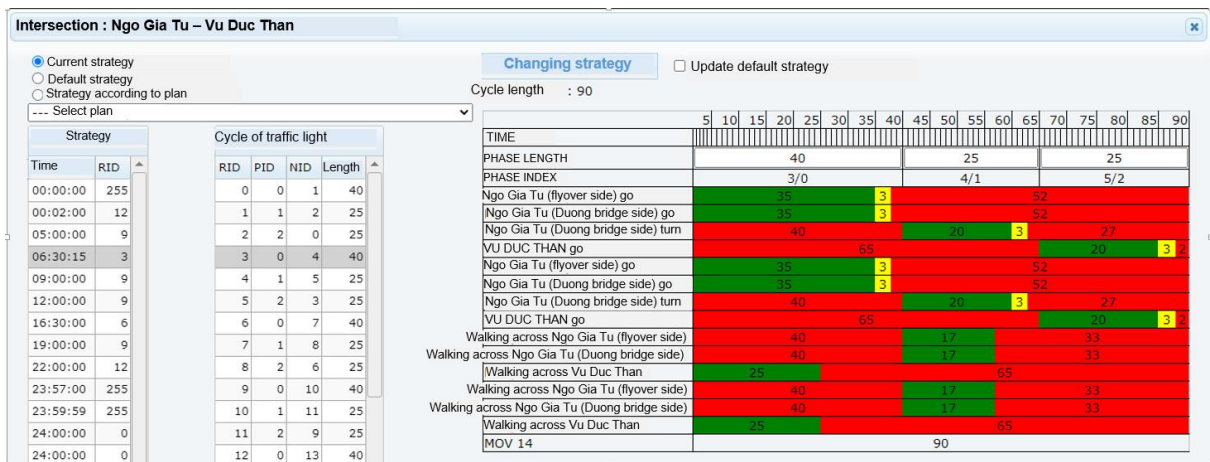 Intersection : Ngo Gia Tu – Vu Duc Than
Current strategy
Default strategy
Strategy according to plan
--- Select plan
Changing strategy
Update default strategy
Cycle length : 90
Strategy
Time RID
00:00:00 255
00:02:00 12
05:00:00 9
06:30:15 3
09:00:00 9
12:00:00 9
16:30:00 6
19:00:00 9
22:00:00 12
23:57:00 255
23:59:59 255
24:00:00 0
24:00:00 0
Cycle of traffic light
RID PID NID Length
0 0 1 40
1 1 2 25
2 2 0 25
3 0 4 40
4 1 5 25
5 2 3 25
6 0 7 40
7 1 8 25
8 2 6 25
9 0 10 40
10 1 11 25
11 2 9 25
12 0 13 40
5 10 15 20 25 30 35 40 45 50 55 60 65 70 75 80 85 90
TIME
PHASE LENGTH 40 25 25
PHASE INDEX 3/0 4/1 5/2
Ngo Gia Tu (flyover side) go 35 3 52
Ngo Gia Tu (Duong bridge side) go 35 3 52
Ngo Gia Tu (Duong bridge side) turn 40 20 3 27
VU DUC THAN go 65 20 3 2
Ngo Gia Tu (flyover side) go 35 3 52
Ngo Gia Tu (Duong bridge side) go 35 3 52
Ngo Gia Tu (Duong bridge side) turn 40 20 3 27
VU DUC THAN go 65 20 3 2
Walking across Ngo Gia Tu (flyover side) 40 17 33
Walking across Ngo Gia Tu (Duong bridge side) 40 17 33
Walking across Vu Duc Than 25 65
Walking across Ngo Gia Tu (flyover side) 40 17 33
Walking across Ngo Gia Tu (Duong bridge side) 40 17 33
Walking across Vu Duc Than 25 65
MOV 14 90